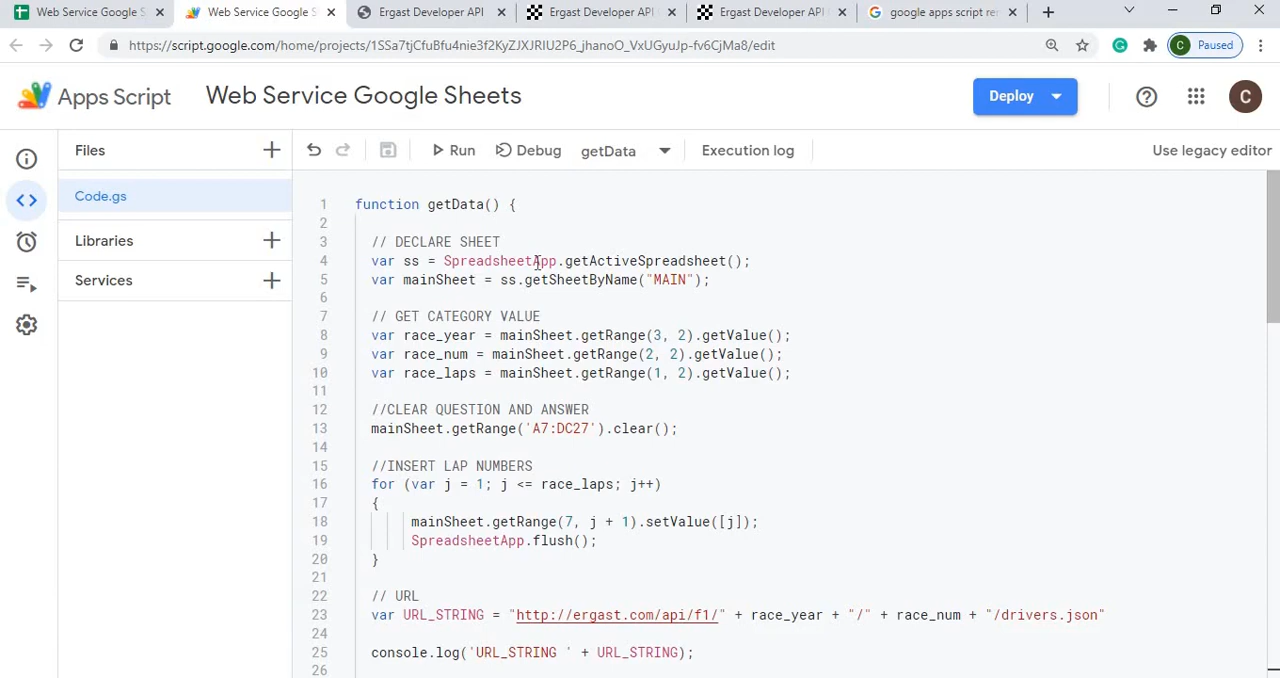 Web Service Google S
Web Service Google S
Ergast Developer API
Ergast Developer API
Ergast Developer API
google apps script re
https://script.google.com/home/projects/1SSa7tjCfuBfu4nie3f2KyZJXJRIU2P6_jhanoO_VxUGyuJp-fv6CjMa8/edit
C
Paused
Apps Script
Web Service Google Sheets
Deploy
C
Files
Run
Debug
getData
Execution log
Use legacy editor
Code.gs
Libraries
Services
1 function getData() {
2
3 // DECLARE SHEET
4 var ss = SpreadsheetApp.getActiveSpreadsheet();
5 var mainSheet = ss.getSheetByName("MAIN");
6
7 // GET CATEGORY VALUE
8 var race_year = mainSheet.getRange(3, 2).getValue();
9 var race_num = mainSheet.getRange(2, 2).getValue();
10 var race_laps = mainSheet.getRange(1, 2).getValue();
11
12 //CLEAR QUESTION AND ANSWER
13 mainSheet.getRange('A7:DC27').clear();
14
15 //INSERT LAP NUMBERS
16 for (var j = 1; j <= race_laps; j++)
17 {
18 mainSheet.getRange(7, j + 1).setValue([j]);
19 SpreadsheetApp.flush();
20 }
21
22 // URL
23 var URL_STRING = "http://ergast.com/api/f1/" + race_year + "/" + race_num + "/drivers.json"
24
25 console.log('URL_STRING ' + URL_STRING);
26